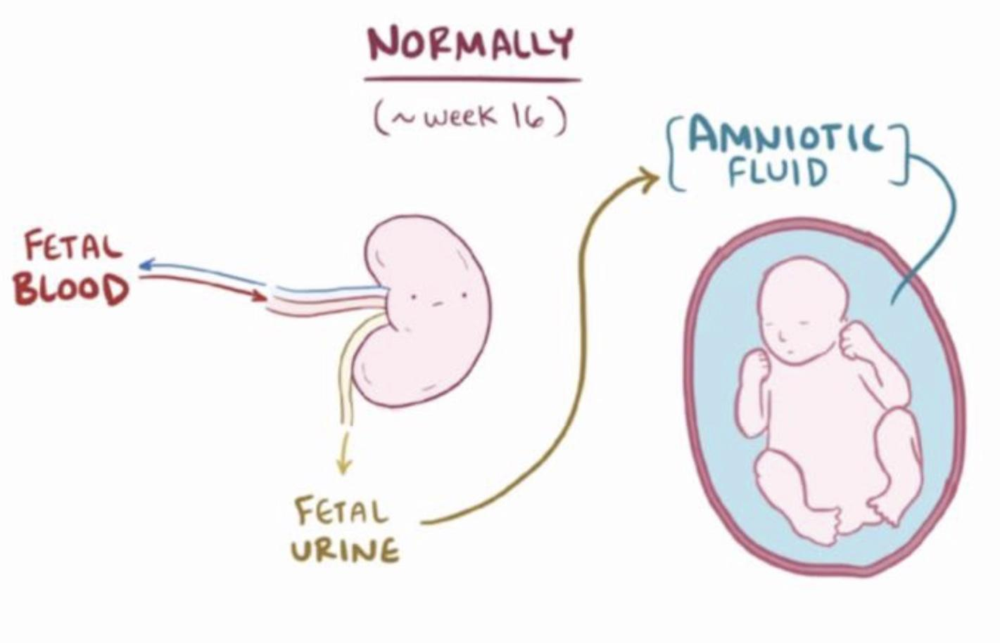 NORMALLY
(~ week 16)
[AMNIOTIC
FLUID]
FETAL
BLOOD
FETAL
URINE